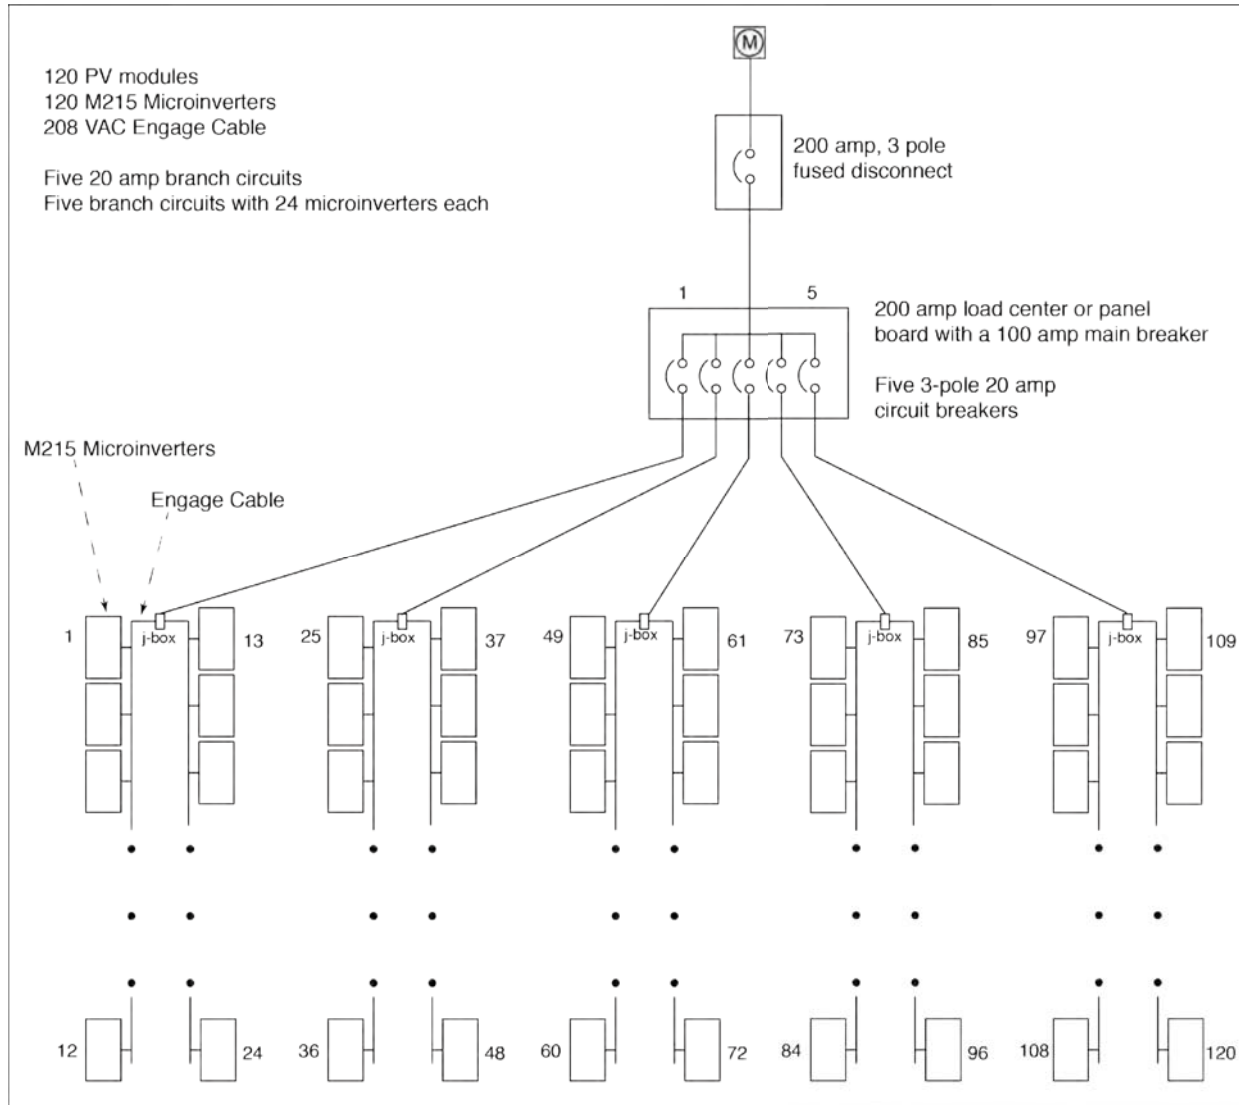 M
120 PV modules
120 M215 Microinverters
208 VAC Engage Cable
Five 20 amp branch circuits
Five branch circuits with 24 microinverters each
200 amp, 3 pole
fused disconnect
1
5
200 amp load center or panel
board with a 100 amp main breaker
Five 3-pole 20 amp
circuit breakers
M215 Microinverters
Engage Cable
1
j-box
13
25
j-box
37
49
j-box
61
73
j-box
85
97
j-box
109
12
24
36
48
60
72
84
96
108
120